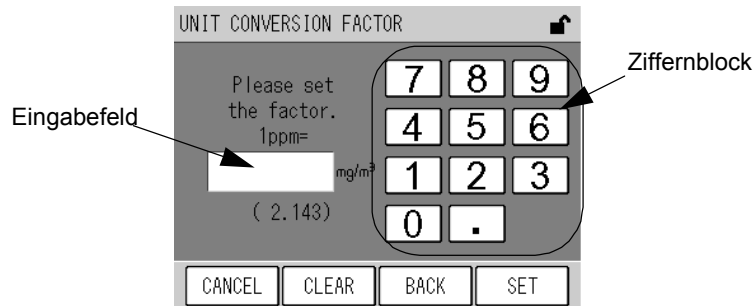 UNIT CONVERSION FACTOR
Ziffernblock
Eingabefeld
Please set
the factor.
1ppm=
mg/m³
( 2.143)
7 8 9
4 5 6
1 2 3
0 .
CANCEL CLEAR BACK SET